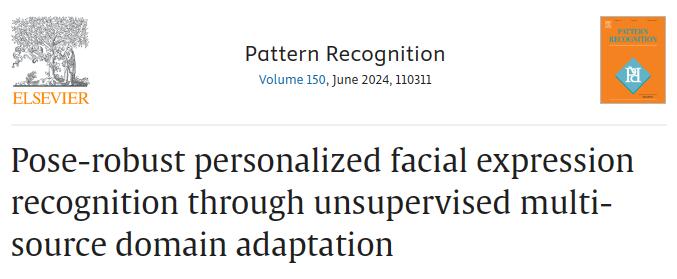 Pattern Recognition
Volume 150, June 2024, 110311
ELSEVIER
PATTERN
RECOGNITION
Pose-robust personalized facial expression
recognition through unsupervised multi-
source domain adaptation